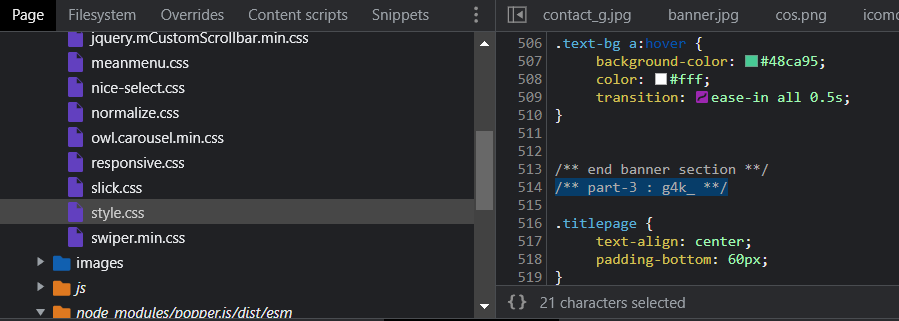 Page Filesystem Overrides Content scripts
jquery.mCustomScrollbar.min.css
meanmenu.css
nice-select.css
normalize.css
owl.carousel.min.css
responsive.css
slick.css
style.css
swiper.min.css
images
js
node_modules/popper.js/dist/esm
contact_g.jpg banner.jpg cos.png icomo
506 .text-bg a:hover {
507 background-color: #48ca95;
508 color: #fff;
509 transition: ease-in all 0.5s;
510 }
511
512
513 /** end banner section **/
514 /** part-3 : g4k_ **/
515
516 .titlepage {
517 text-align: center;
518 padding-bottom: 60px;
519 }
{} 21 characters selected